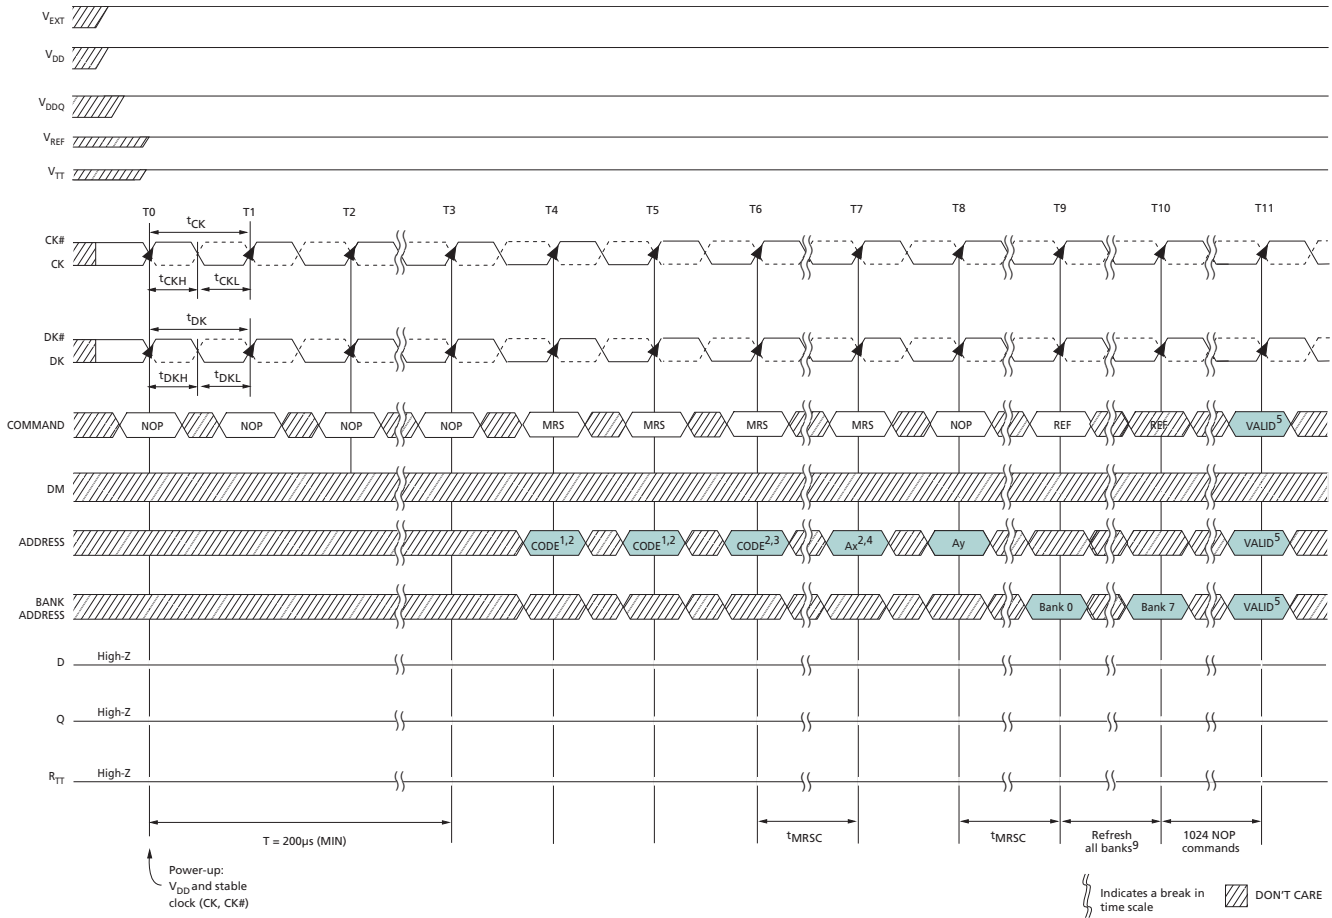 VEXT
VDD
VDDQ
VREF
VTT
T0 T1 T2 T3 T4 T5 T6 T7 T8 T9 T10 T11
tCK
CK#
CK
tCKH tCKL
tDK
DK#
DK
tDKH tDKL
COMMAND NOP NOP NOP NOP MRS MRS MRS MRS NOP REF REF VALID5
DM
ADDRESS CODE1,2 CODE1,2 CODE2,3 Ax2,4 Ay VALID5
BANK
ADDRESS
Bank 0 Bank 7 VALID5
D High-Z
Q High-Z
RTT High-Z
T = 200µs (MIN)
tMRSC
tMRSC
Refresh
all banks9
1024 NOP
commands
Power-up:
VDD and stable
clock (CK, CK#)
Indicates a break in
time scale
DON'T CARE